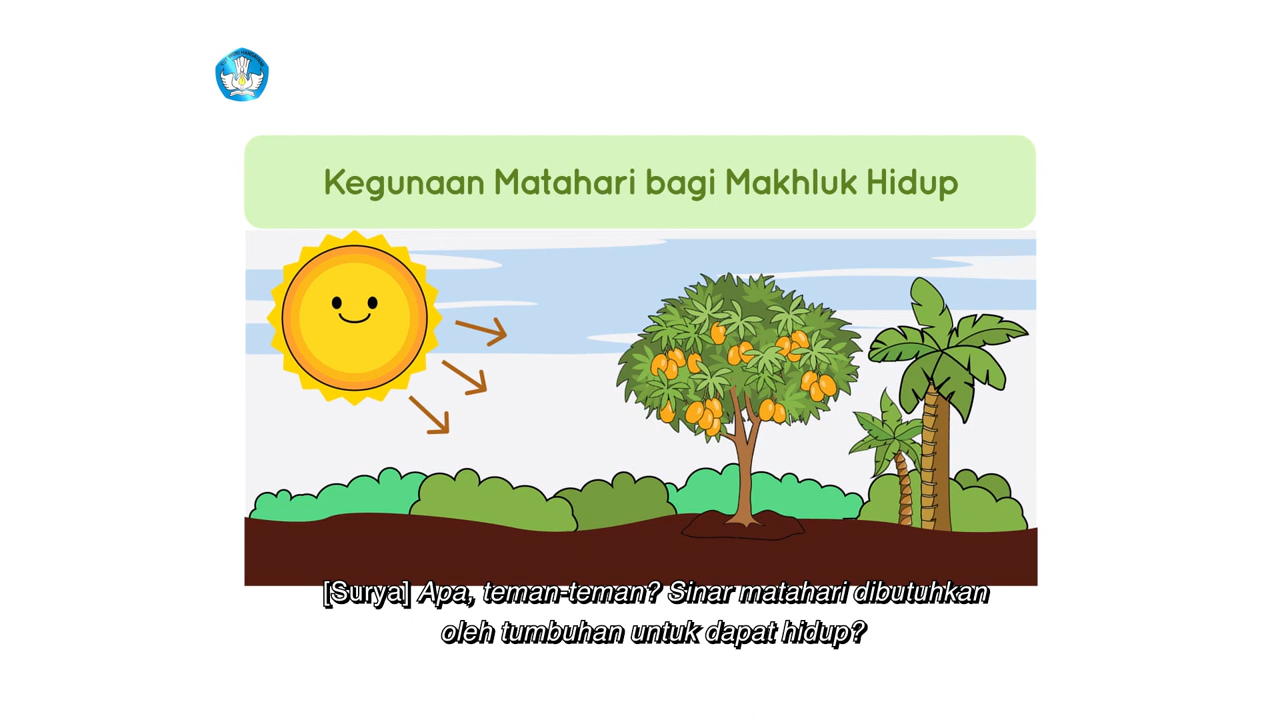 Kegunaan Matahari bagi Makhluk Hidup
[Surya] Apa, teman-teman? Sinar matahari dibutuhkan
oleh tumbuhan untuk dapat hidup?